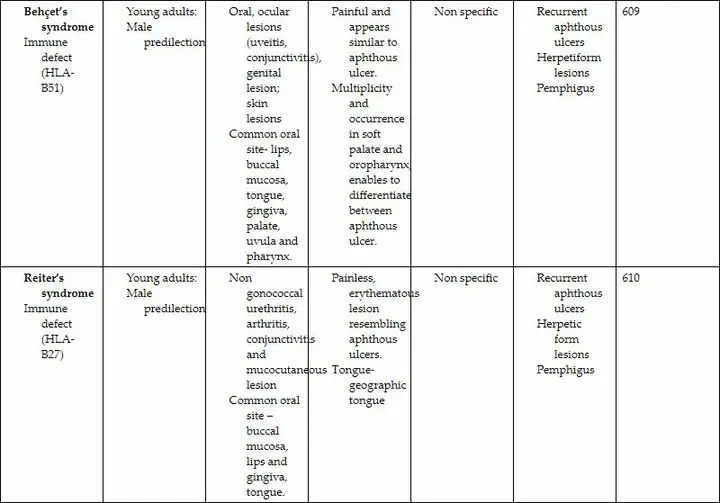 Behçet's
syndrome
Immune
defect
(HLA-
B51)
Young adults:
Male
predilection
Oral, ocular
lesions
(uveitis,
conjunctivitis),
genital
lesion;
skin
lesions
Common oral
site- lips,
buccal
mucosa,
tongue,
gingiva,
palate,
uvula and
pharynx.
Painful and
appears
similar to
aphthous
ulcer.
Multiplicity
and
occurrence
in soft
palate and
oropharynx,
enables to
differentiate
between
aphthous
ulcer.
Non specific
Recurrent
aphthous
ulcers
Herpetiform
lesions
Pemphigus
609
Reiter's
syndrome
Immune
defect
(HLA-
B27)
Young adults:
Male
predilection
Non
gonococcal
urethritis,
arthritis,
conjunctivitis
and
mucocutaneous
lesion
Common oral
site –
buccal
mucosa,
lips and
gingiva,
tongue.
Painless,
erythematous
lesion
resembling
aphthous
ulcers.
Tongue-
geographic
tongue
Non specific
Recurrent
aphthous
ulcers
Herpetic
form
lesions
Pemphigus
610